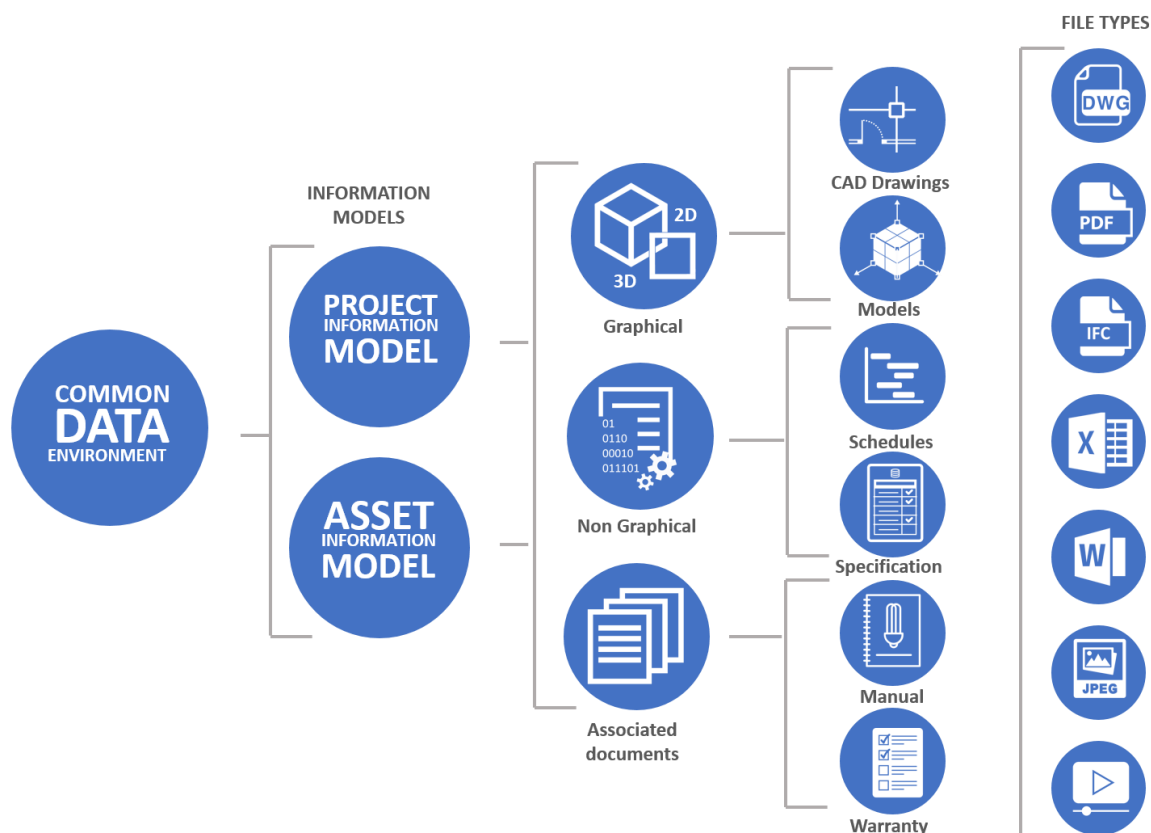 FILE TYPES
COMMON
DATA
ENVIRONMENT
INFORMATION
MODELS
PROJECT
INFORMATION
MODEL
ASSET
INFORMATION
MODEL
2D
3D
Graphical
01
0110
00010
011101
Non Graphical
Associated
documents
CAD Drawings
Models
Schedules
Specification
Manual
Warranty
DWG
PDF
IFC
X
W
JPEG